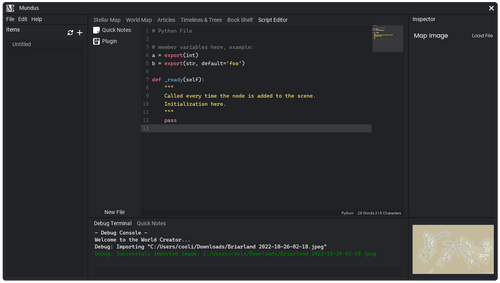 Mundus
File Edit Help
Items
Untitled
Stellar Map World Map Articles Timelines & Trees Book Shelf Script Editor
Quick Notes
Plugin
New File
1 # Python File
2
3 # member variables here, example:
4 a = export(int)
5 b = export(str, default='foo')
6
7 def _ready(self):
8 """
9 Called every time the node is added to the scene.
10 Initialization here.
11 """
12 pass
13
Python 28 Words 219 Characters
Inspector
Map Image Load File
Debug Terminal Quick Notes
- Debug Console -
Welcome to the World Creator...
Debug: Importing "C:/Users/cooli/Downloads/Briarland 2022-10-26-02-18.jpeg"
Debug: Successfuly imported image: C:/Users/cooli/Downloads/Briarland 2022-10-26-02-18.jpeg